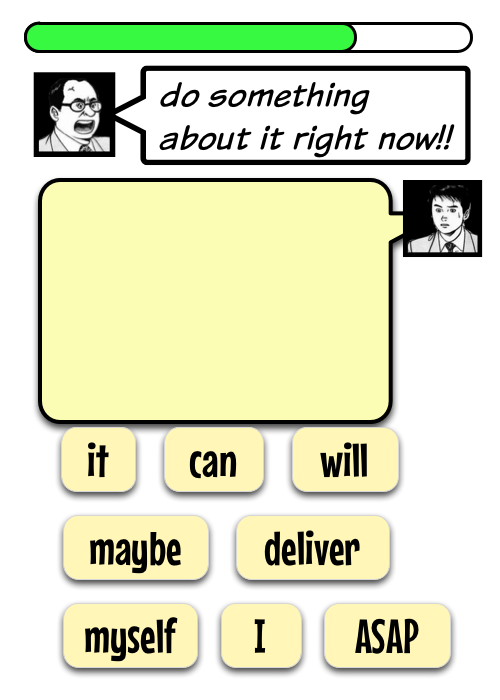 do something
about it right now!!
it can will
maybe deliver
myself I ASAP